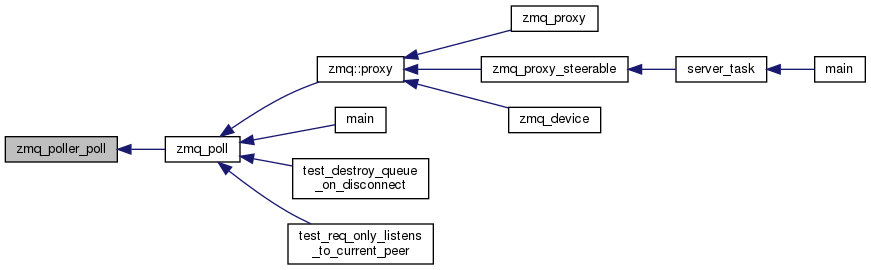 zmq_proxy
zmq::proxy
zmq_proxy_steerable
server_task
main
main
zmq_device
zmq_poller_poll
zmq_poll
test_destroy_queue
_on_disconnect
test_req_only_listens
_to_current_peer